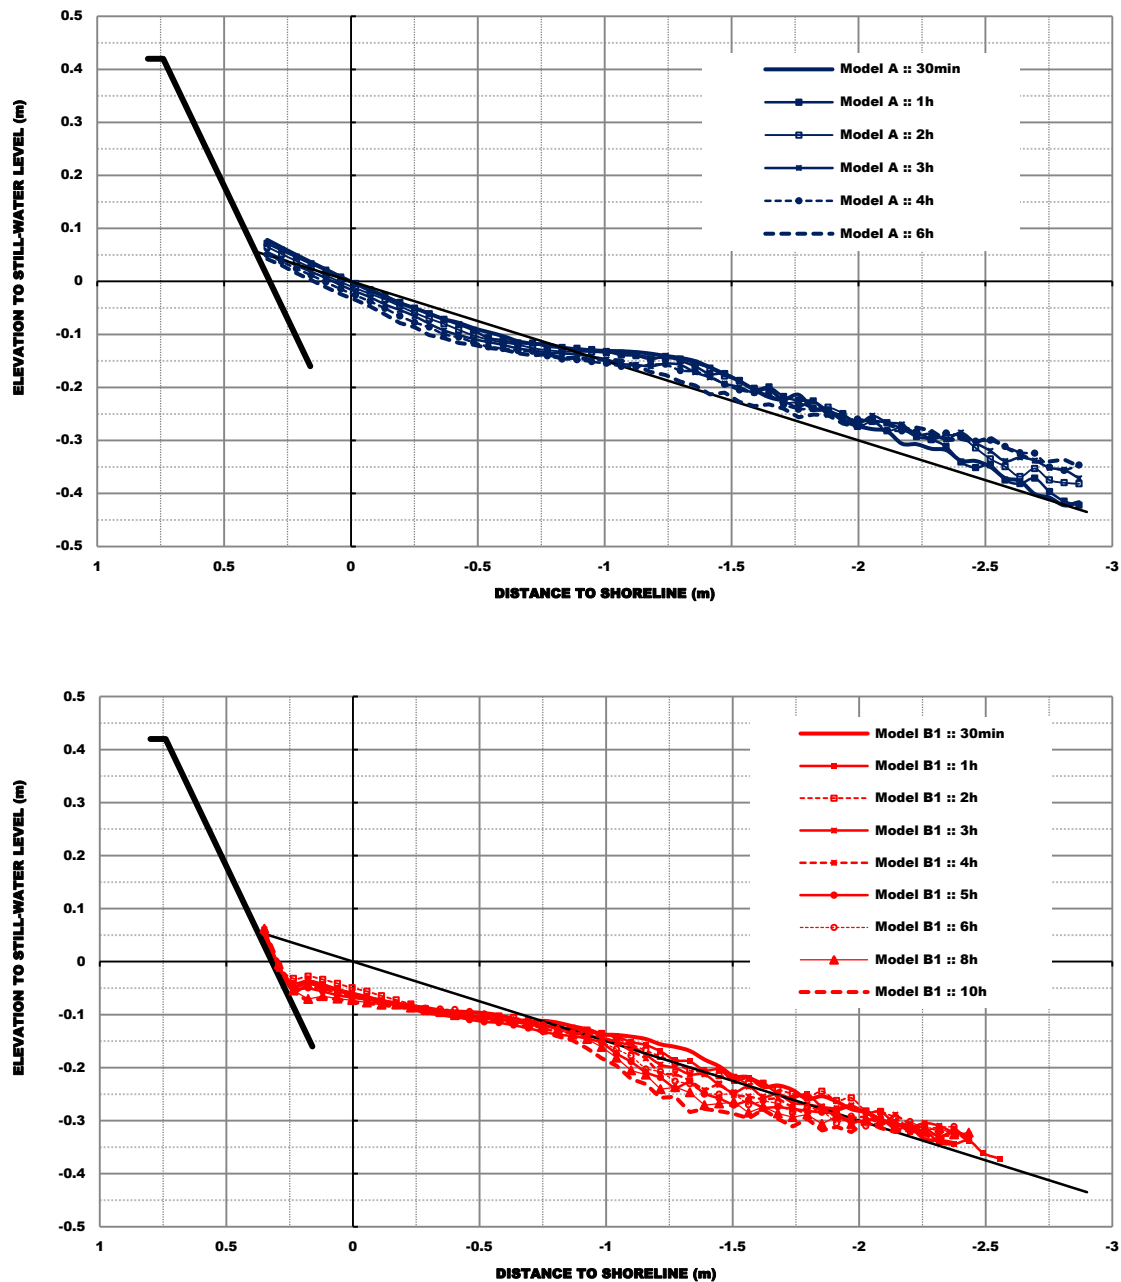 0.5
0.4
0.3
0.2
0.1
0
-0.1
-0.2
-0.3
-0.4
-0.5
ELEVATION TO STILL-WATER LEVEL (m)
Model A :: 30min
Model A :: 1h
Model A :: 2h
Model A :: 3h
Model A :: 4h
Model A :: 6h
1 0.5 0 -0.5 -1 -1.5 -2 -2.5 -3
DISTANCE TO SHORELINE (m)
0.5
0.4
0.3
0.2
0.1
0
-0.1
-0.2
-0.3
-0.4
-0.5
ELEVATION TO STILL-WATER LEVEL (m)
Model B1 :: 30min
Model B1 :: 1h
Model B1 :: 2h
Model B1 :: 3h
Model B1 :: 4h
Model B1 :: 5h
Model B1 :: 6h
Model B1 :: 8h
Model B1 :: 10h
1 0.5 0 -0.5 -1 -1.5 -2 -2.5 -3
DISTANCE TO SHORELINE (m)